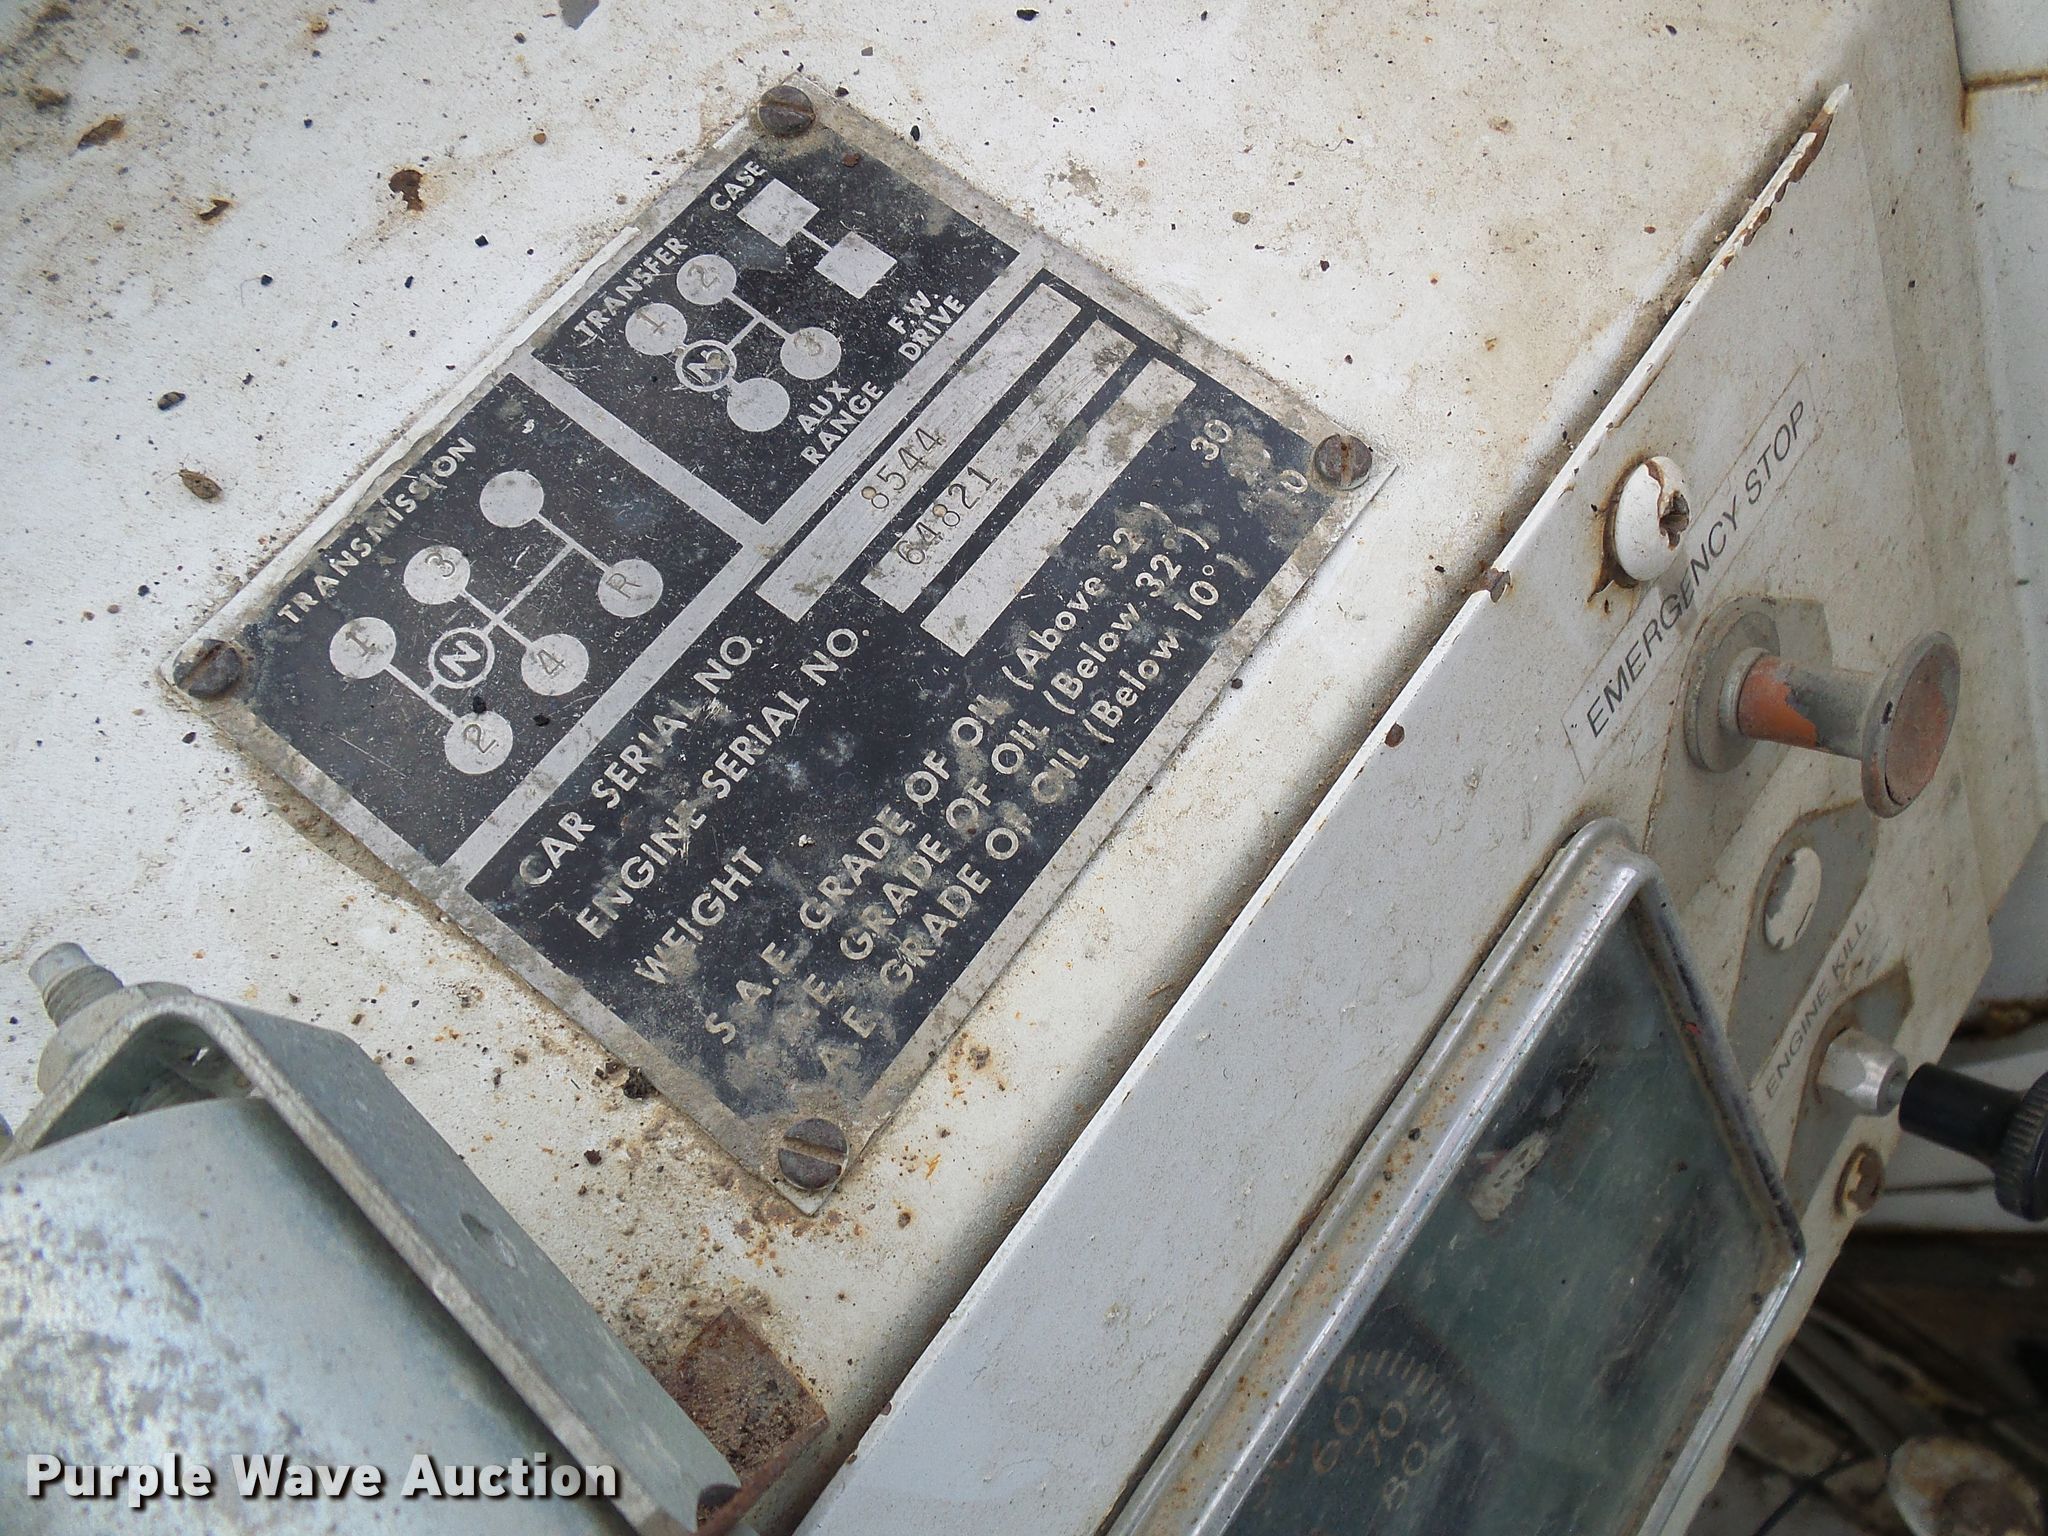 TRANSMISSION
1 3
N
2 4 R
TRANSFER CASE
1 2
N
3
AUX RANGE
F.W. DRIVE
CAR SERIAL NO. 8544
ENGINE SERIAL NO. 64821
WEIGHT
S.A.E. GRADE OF OIL (Above 32°) 30
A.E. GRADE OF OIL (Below 32°)
A.E. GRADE OF OIL (Below 10°) 10
EMERGENCY STOP
ENGINE KILL
60
70
80
Purple Wave Auction